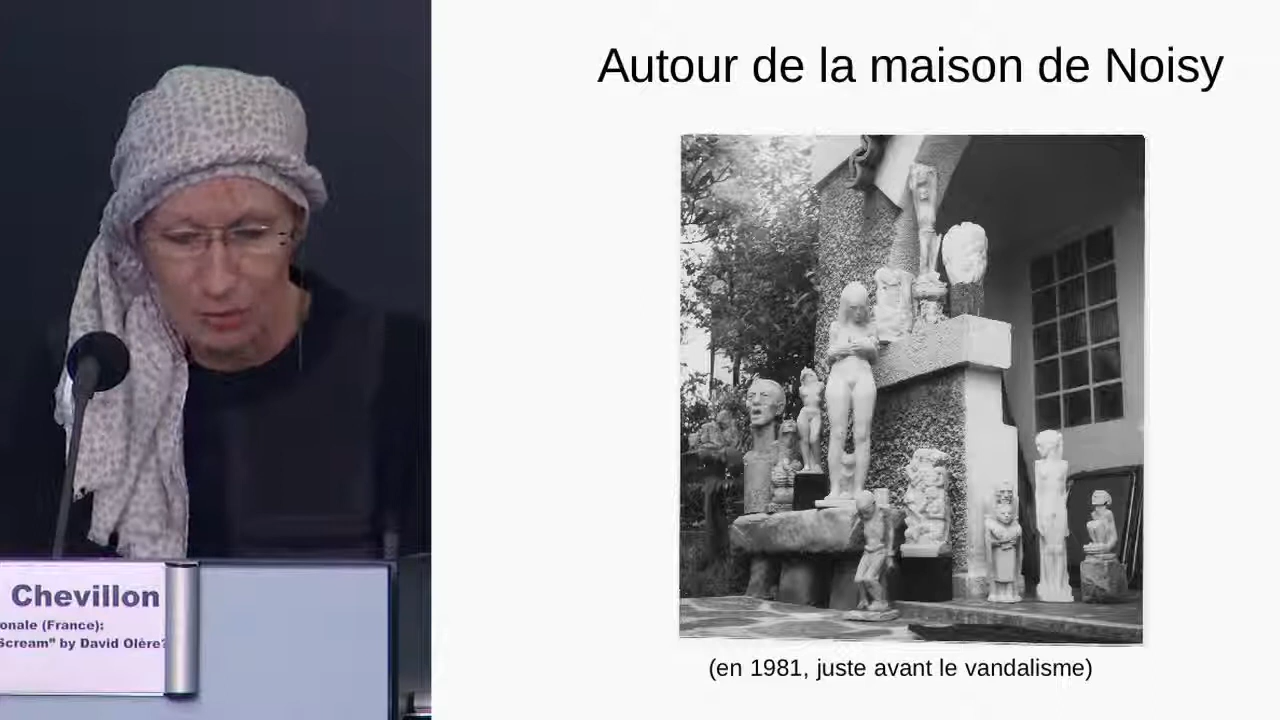 Autour de la maison de Noisy
(en 1981, juste avant le vandalisme)
Chevillon
onale (France):
Scream” by David Olère?